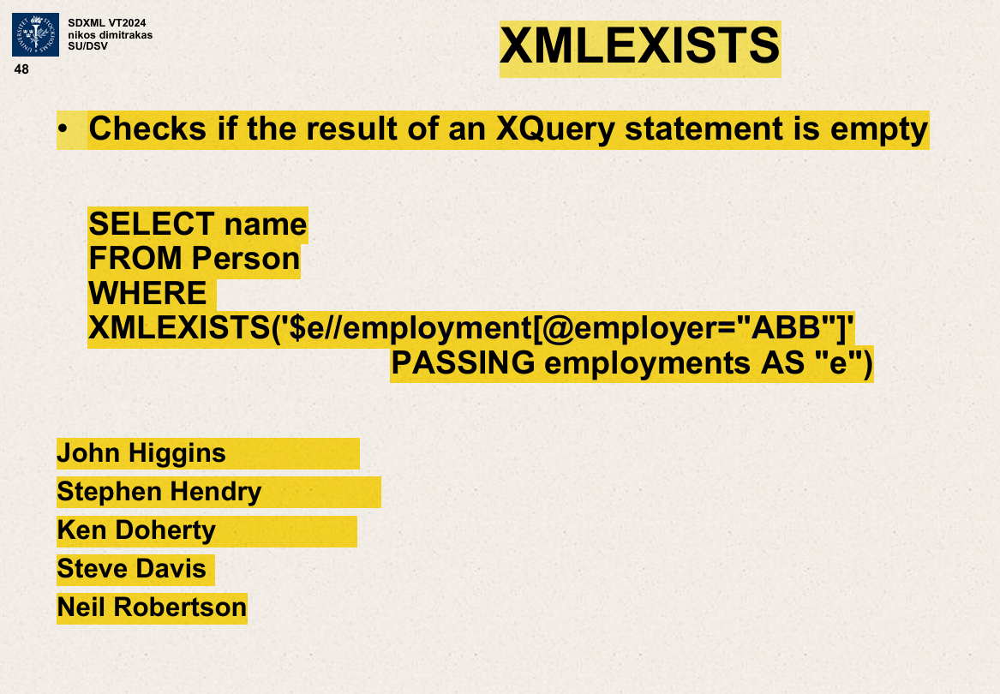 SDXML VT2024
nikos dimitrakas
SU/DSV
48
XMLEXISTS
• Checks if the result of an XQuery statement is empty
SELECT name
FROM Person
WHERE
XMLEXISTS('$e//employment[@employer="ABB"]'
PASSING employments AS "e")
John Higgins
Stephen Hendry
Ken Doherty
Steve Davis
Neil Robertson